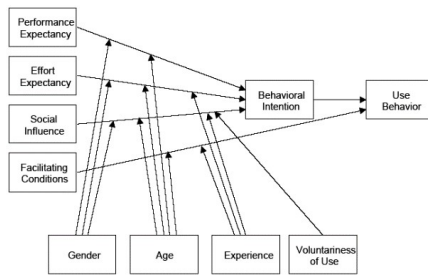 Performance
Expectancy
Effort
Expectancy
Social
Influence
Facilitating
Conditions
Behavioral
Intention
Use
Behavior
Gender
Age
Experience
Voluntariness
of Use